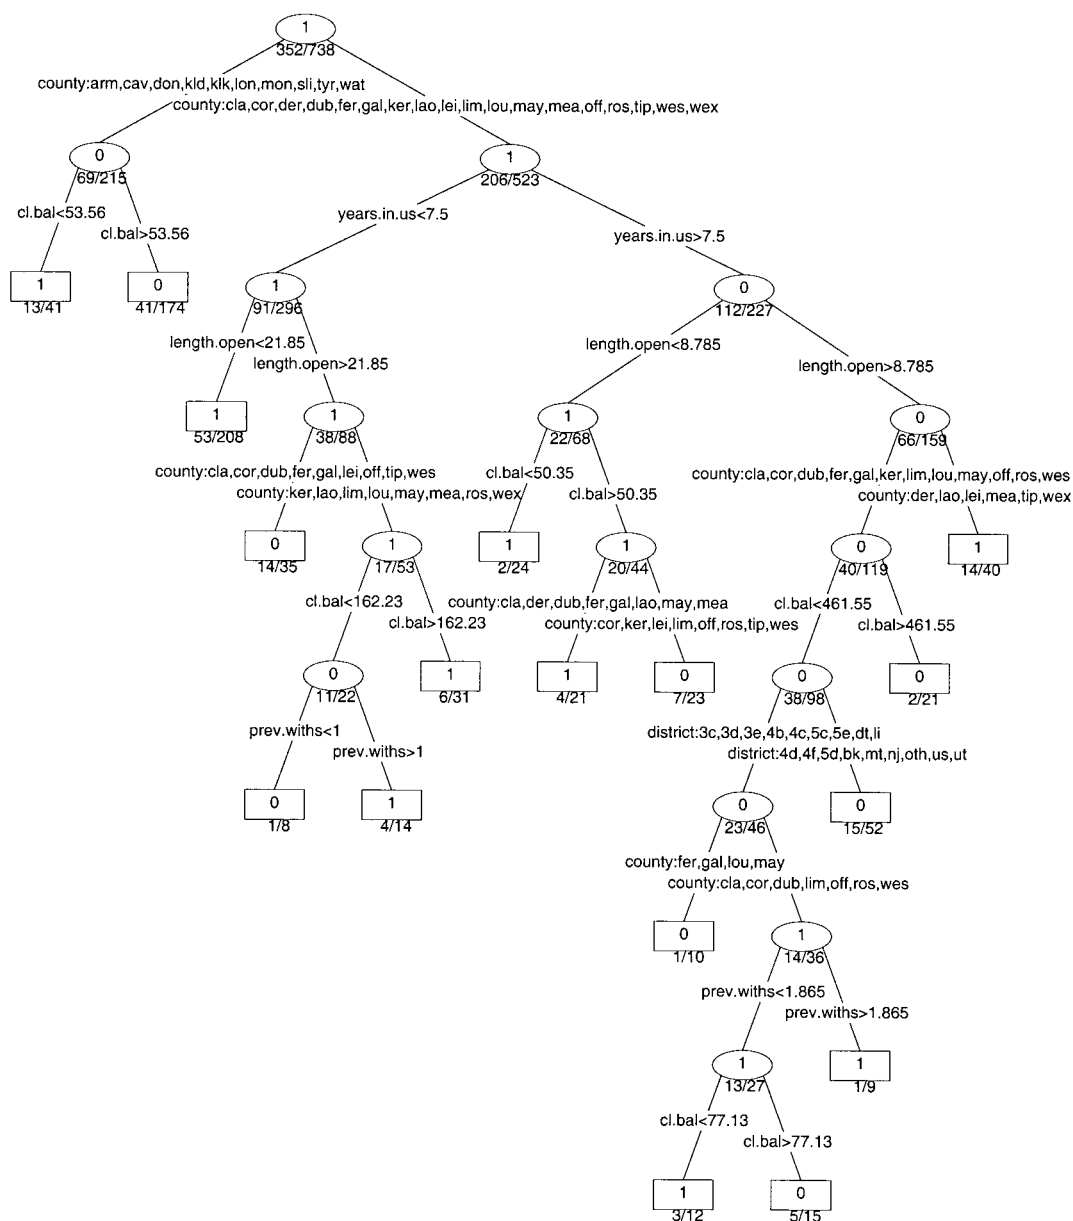 1
352/738
county:arm,cav,don,kld,klk,lon,mon,sli,tyr,wat
county:cla,cor,der,dub,fer,gal,ker,lao,lei,lim,lou,may,mea,off,ros,tip,wes,wex
0
69/215
1
206/523
cl.bal<53.56
cl.bal>53.56
years.in.us<7.5
years.in.us>7.5
1
13/41
0
41/174
1
91/296
0
112/227
length.open<21.85
length.open>21.85
length.open<8.785
length.open>8.785
1
53/208
1
38/88
1
22/68
0
66/159
county:cla,cor,dub,fer,gal,lei,off,tip,wes
county:ker,lao,lim,lou,may,mea,ros,wex
cl.bal<50.35
cl.bal>50.35
county:cla,cor,dub,fer,gal,ker,lim,lou,may,off,ros,wes
county:der,lao,lei,mea,tip,wex
0
14/35
1
17/53
1
2/24
1
20/44
0
40/119
1
14/40
cl.bal<162.23
cl.bal>162.23
county:cla,der,dub,fer,gal,lao,may,mea
county:cor,ker,lei,lim,off,ros,tip,wes
cl.bal<461.55
cl.bal>461.55
0
11/22
1
6/31
1
4/21
0
7/23
0
38/98
0
2/21
prev.withs<1
prev.withs>1
district:3c,3d,3e,4b,4c,5c,5e,dt,li
district:4d,4f,5d,bk,mt,nj,oth,us,ut
0
1/8
1
4/14
0
23/46
0
15/52
county:fer,gal,lou,may
county:cla,cor,dub,lim,off,ros,wes
0
1/10
1
14/36
prev.withs<1.865
prev.withs>1.865
1
13/27
1
1/9
cl.bal<77.13
cl.bal>77.13
1
3/12
0
5/15